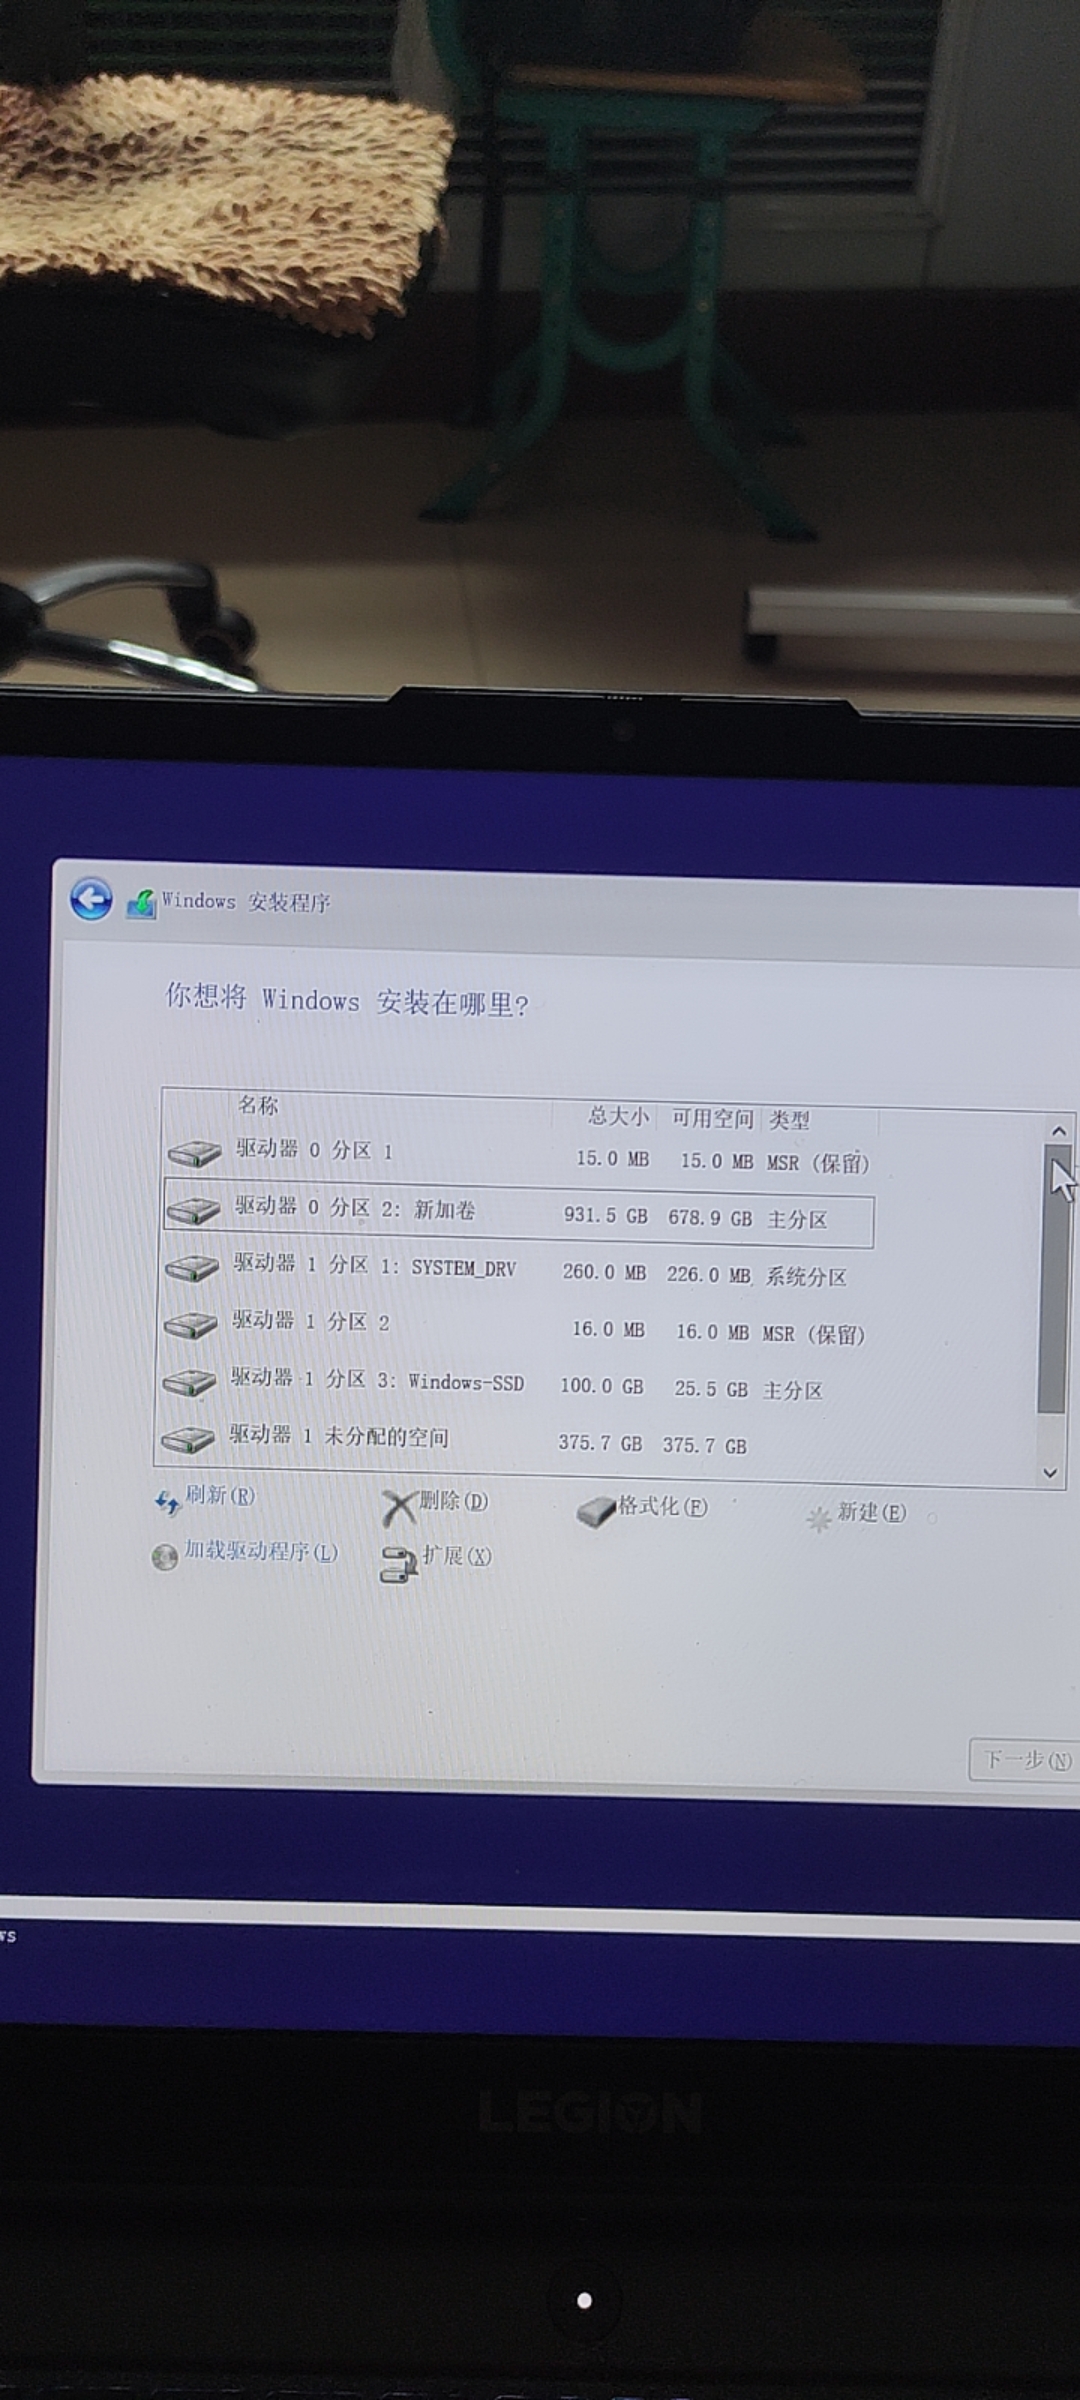 Windows 安装程序
你想将 Windows 安装在哪里?
名称 总大小 可用空间 类型
驱动器 0 分区 1 15.0 MB 15.0 MB MSR (保留)
驱动器 0 分区 2: 新加卷 931.5 GB 678.9 GB 主分区
驱动器 1 分区 1: SYSTEM_DRV 260.0 MB 226.0 MB 系统分区
驱动器 1 分区 2 16.0 MB 16.0 MB MSR (保留)
驱动器 1 分区 3: Windows-SSD 100.0 GB 25.5 GB 主分区
驱动器 1 未分配的空间 375.7 GB 375.7 GB
刷新(R) 删除(D) 格式化(F) 新建(E)
加载驱动程序(L) 扩展(X)
下一步(N)
ws
LEGION